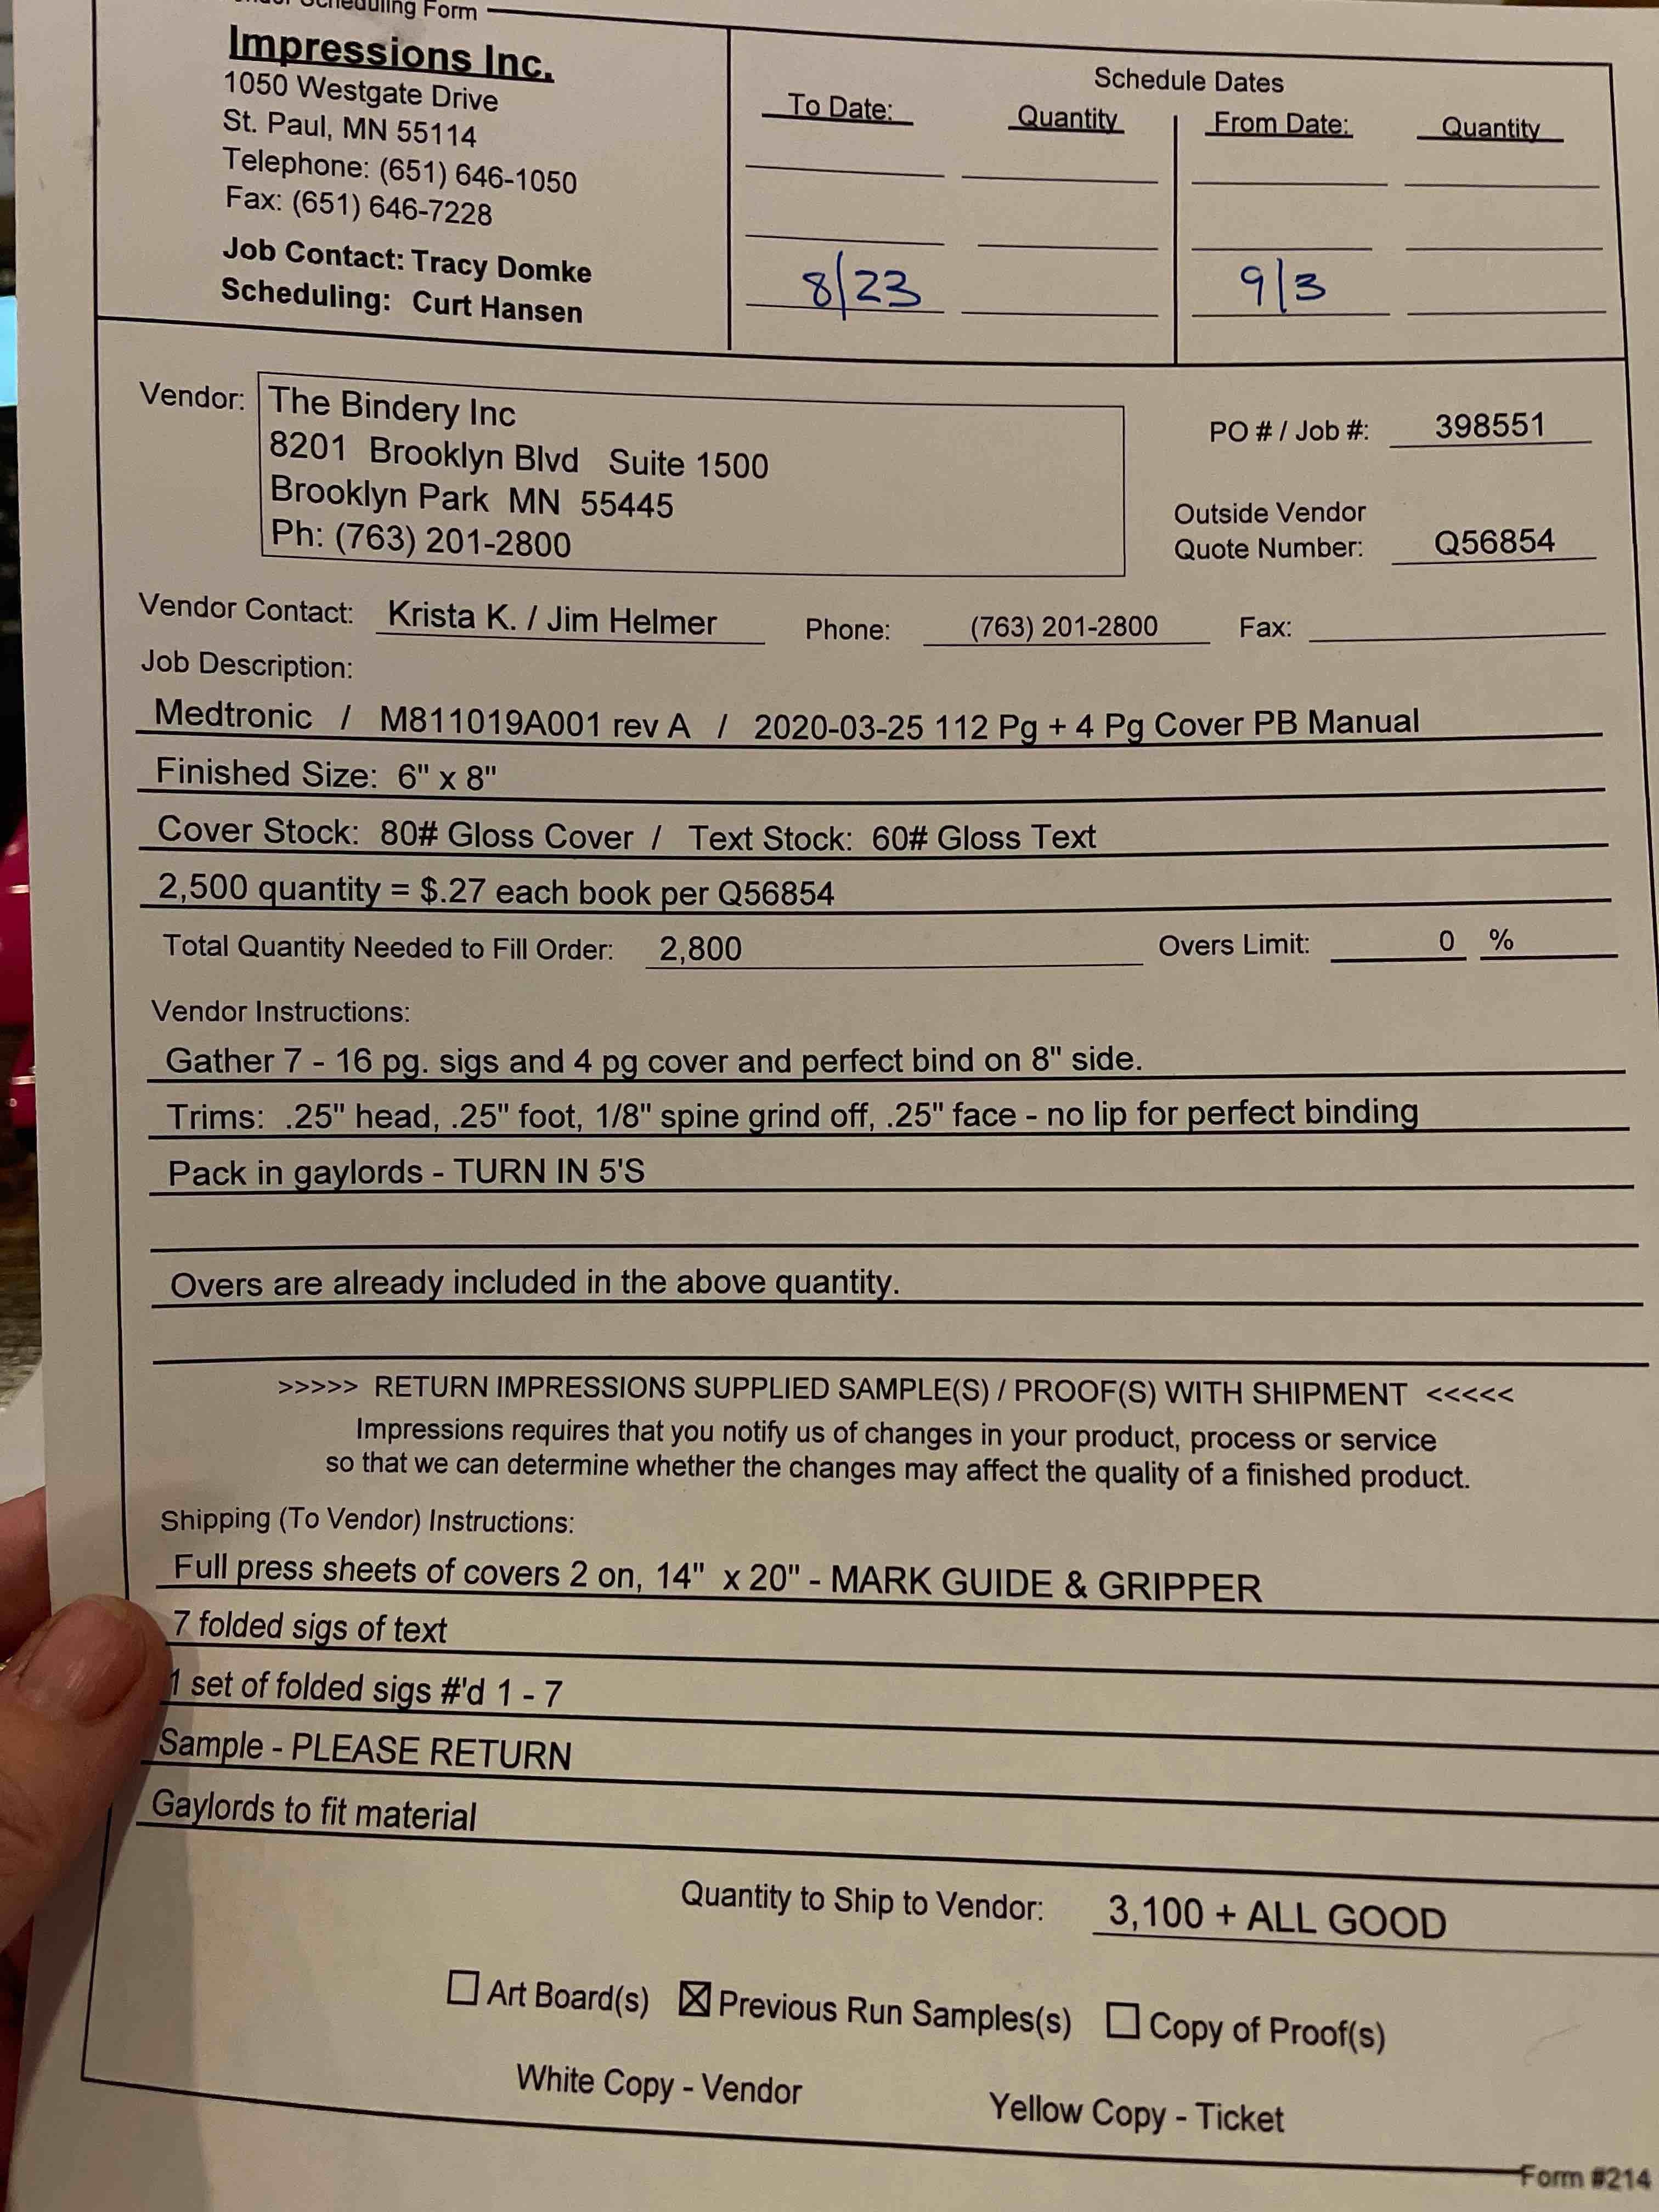 Scheduling Form
Impressions Inc.
1050 Westgate Drive
St. Paul, MN 55114
Telephone: (651) 646-1050
Fax: (651) 646-7228
Job Contact: Tracy Domke
Scheduling: Curt Hansen
Schedule Dates
To Date: Quantity From Date: Quantity
8/23 9/3
Vendor: The Bindery Inc
8201 Brooklyn Blvd Suite 1500
Brooklyn Park MN 55445
Ph: (763) 201-2800
PO # / Job #: 398551
Outside Vendor
Quote Number: Q56854
Vendor Contact: Krista K. / Jim Helmer Phone: (763) 201-2800 Fax:
Job Description:
Medtronic / M811019A001 rev A / 2020-03-25 112 Pg + 4 Pg Cover PB Manual
Finished Size: 6" x 8"
Cover Stock: 80# Gloss Cover / Text Stock: 60# Gloss Text
2,500 quantity = $.27 each book per Q56854
Total Quantity Needed to Fill Order: 2,800 Overs Limit: 0 %
Vendor Instructions:
Gather 7 - 16 pg. sigs and 4 pg cover and perfect bind on 8" side.
Trims: .25" head, .25" foot, 1/8" spine grind off, .25" face - no lip for perfect binding
Pack in gaylords - TURN IN 5'S
Overs are already included in the above quantity.
>>>>> RETURN IMPRESSIONS SUPPLIED SAMPLE(S) / PROOF(S) WITH SHIPMENT <<<<<
Impressions requires that you notify us of changes in your product, process or service
so that we can determine whether the changes may affect the quality of a finished product.
Shipping (To Vendor) Instructions:
Full press sheets of covers 2 on, 14" x 20" - MARK GUIDE & GRIPPER
7 folded sigs of text
1 set of folded sigs #'d 1 - 7
Sample - PLEASE RETURN
Gaylords to fit material
Quantity to Ship to Vendor: 3,100 + ALL GOOD
☐ Art Board(s) ☒ Previous Run Samples(s) ☐ Copy of Proof(s)
White Copy - Vendor Yellow Copy - Ticket
Form #214